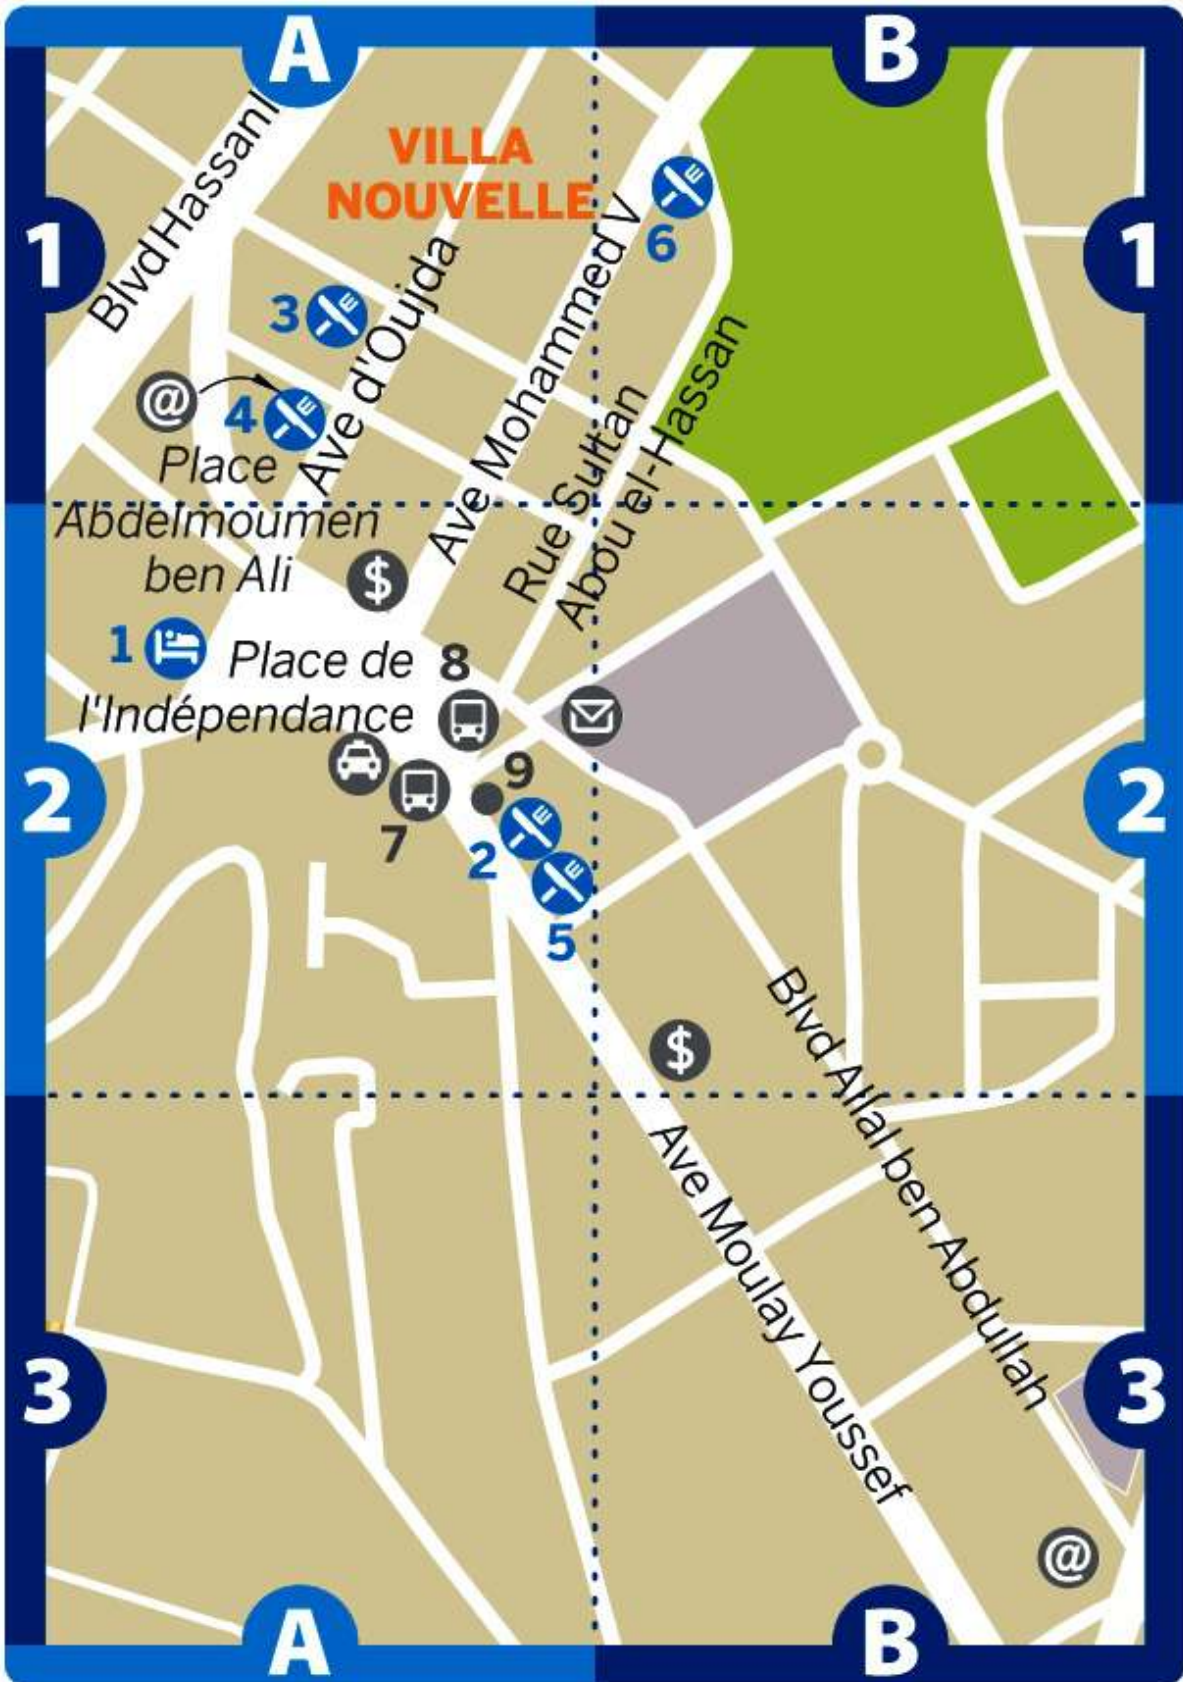 A
B
VILLA
NOUVELLE
Blvd HassanI
1
1
6
Ave d'Oujda
Ave Mohammed V
3
@
4
Place
Abdelmoumen
ben Ali
Rue Sultan
Abou el-Hassan
$
1
Place de
l'Indépendance
8
9
2
2
7
2
5
$
Blvd Allal ben Abdullah
Ave Moulay Youssef
3
3
@
A
B